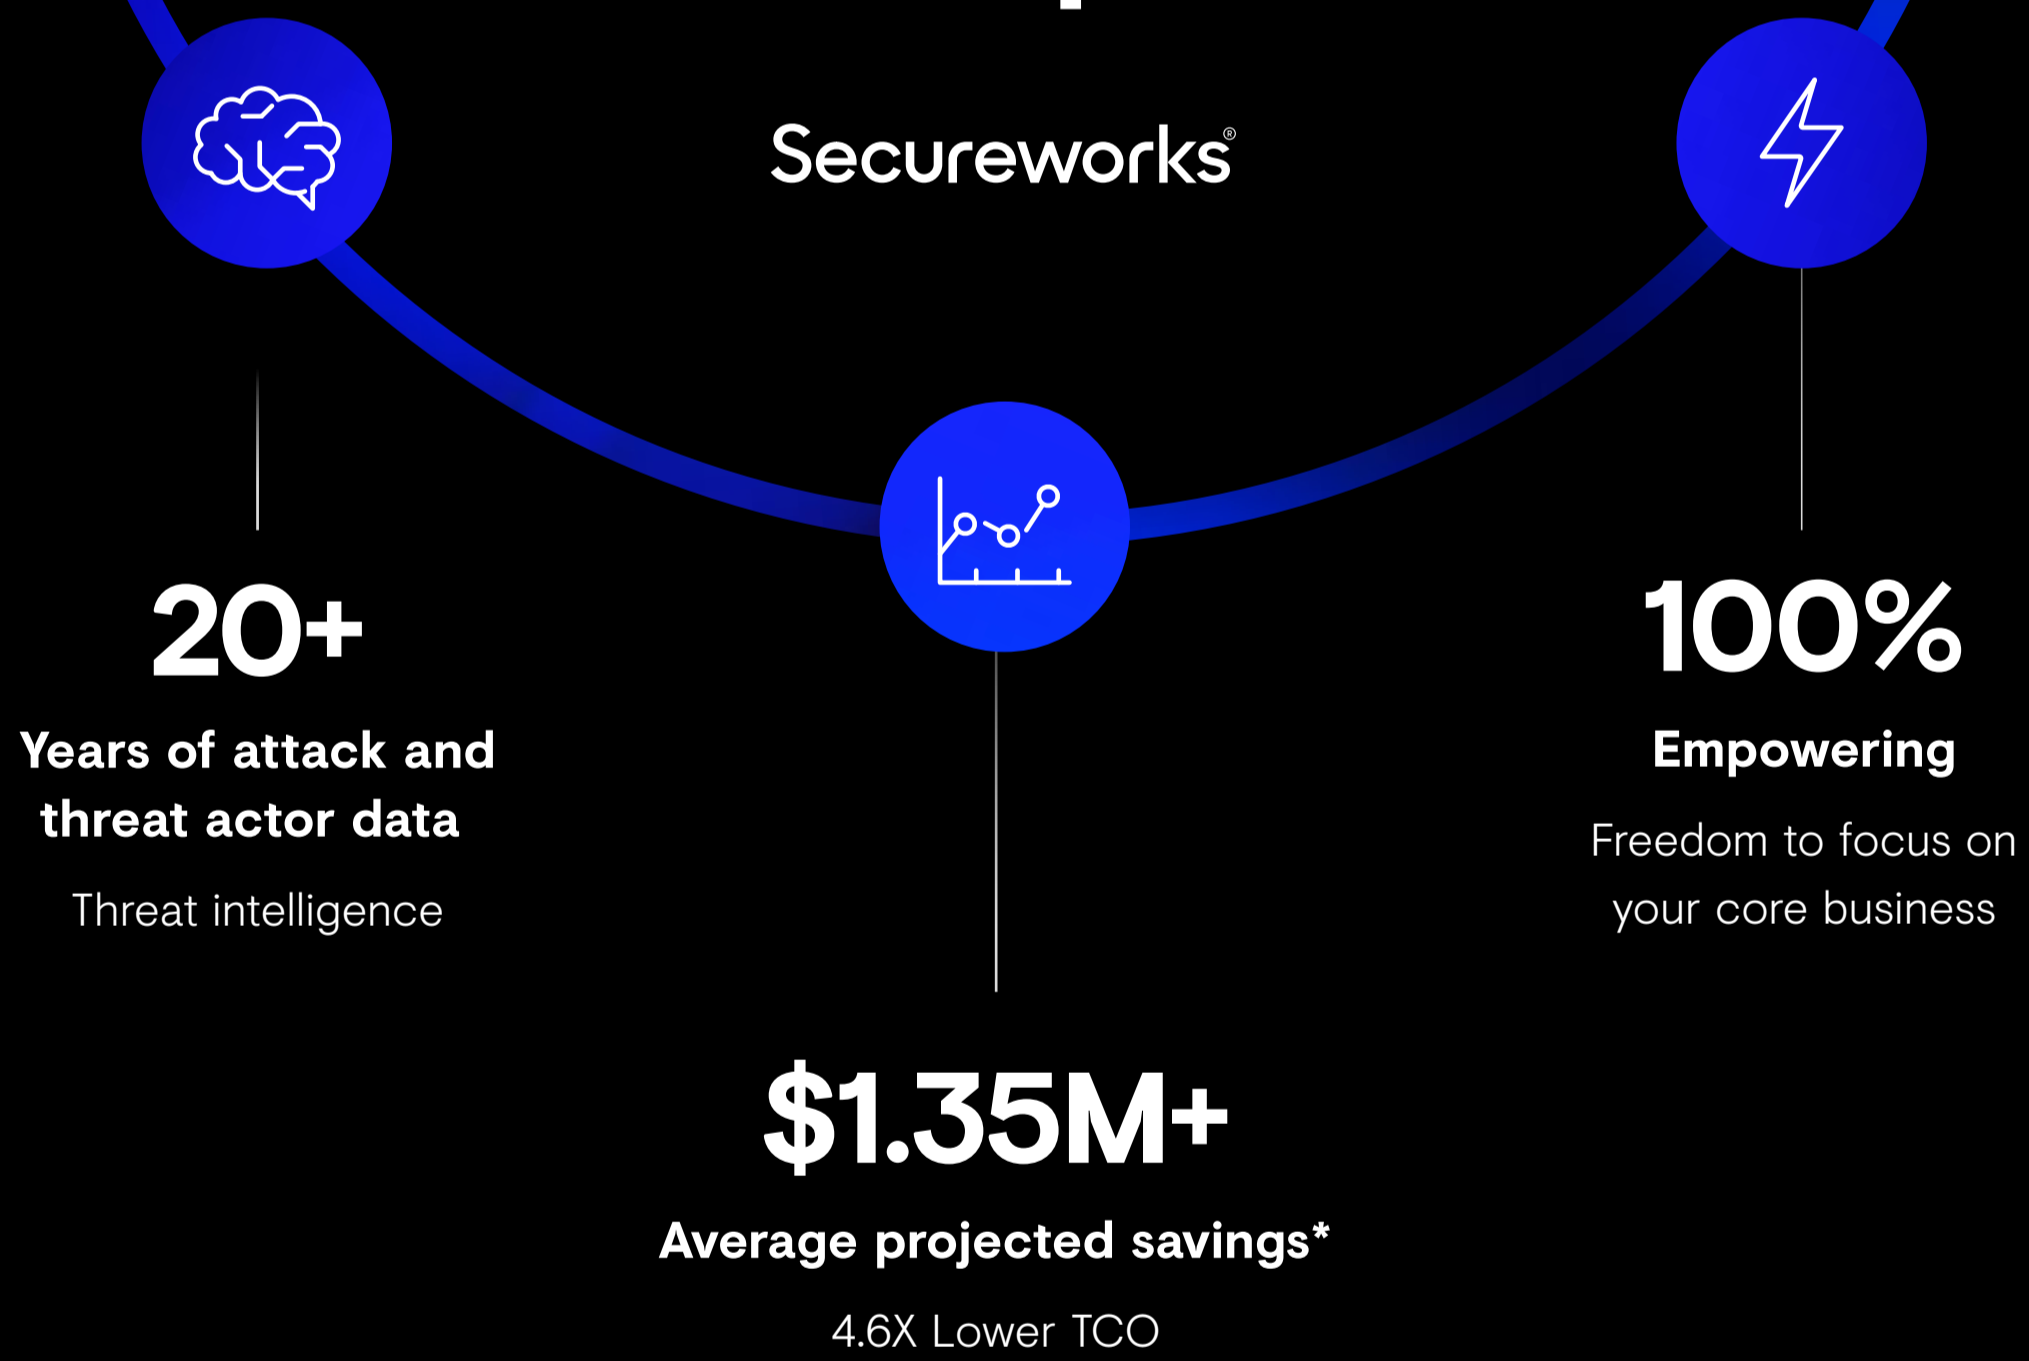 Secureworks®
20+
Years of attack and
threat actor data
Threat intelligence
$1.35M+
Average projected savings*
4.6X Lower TCO
100%
Empowering
Freedom to focus on
your core business